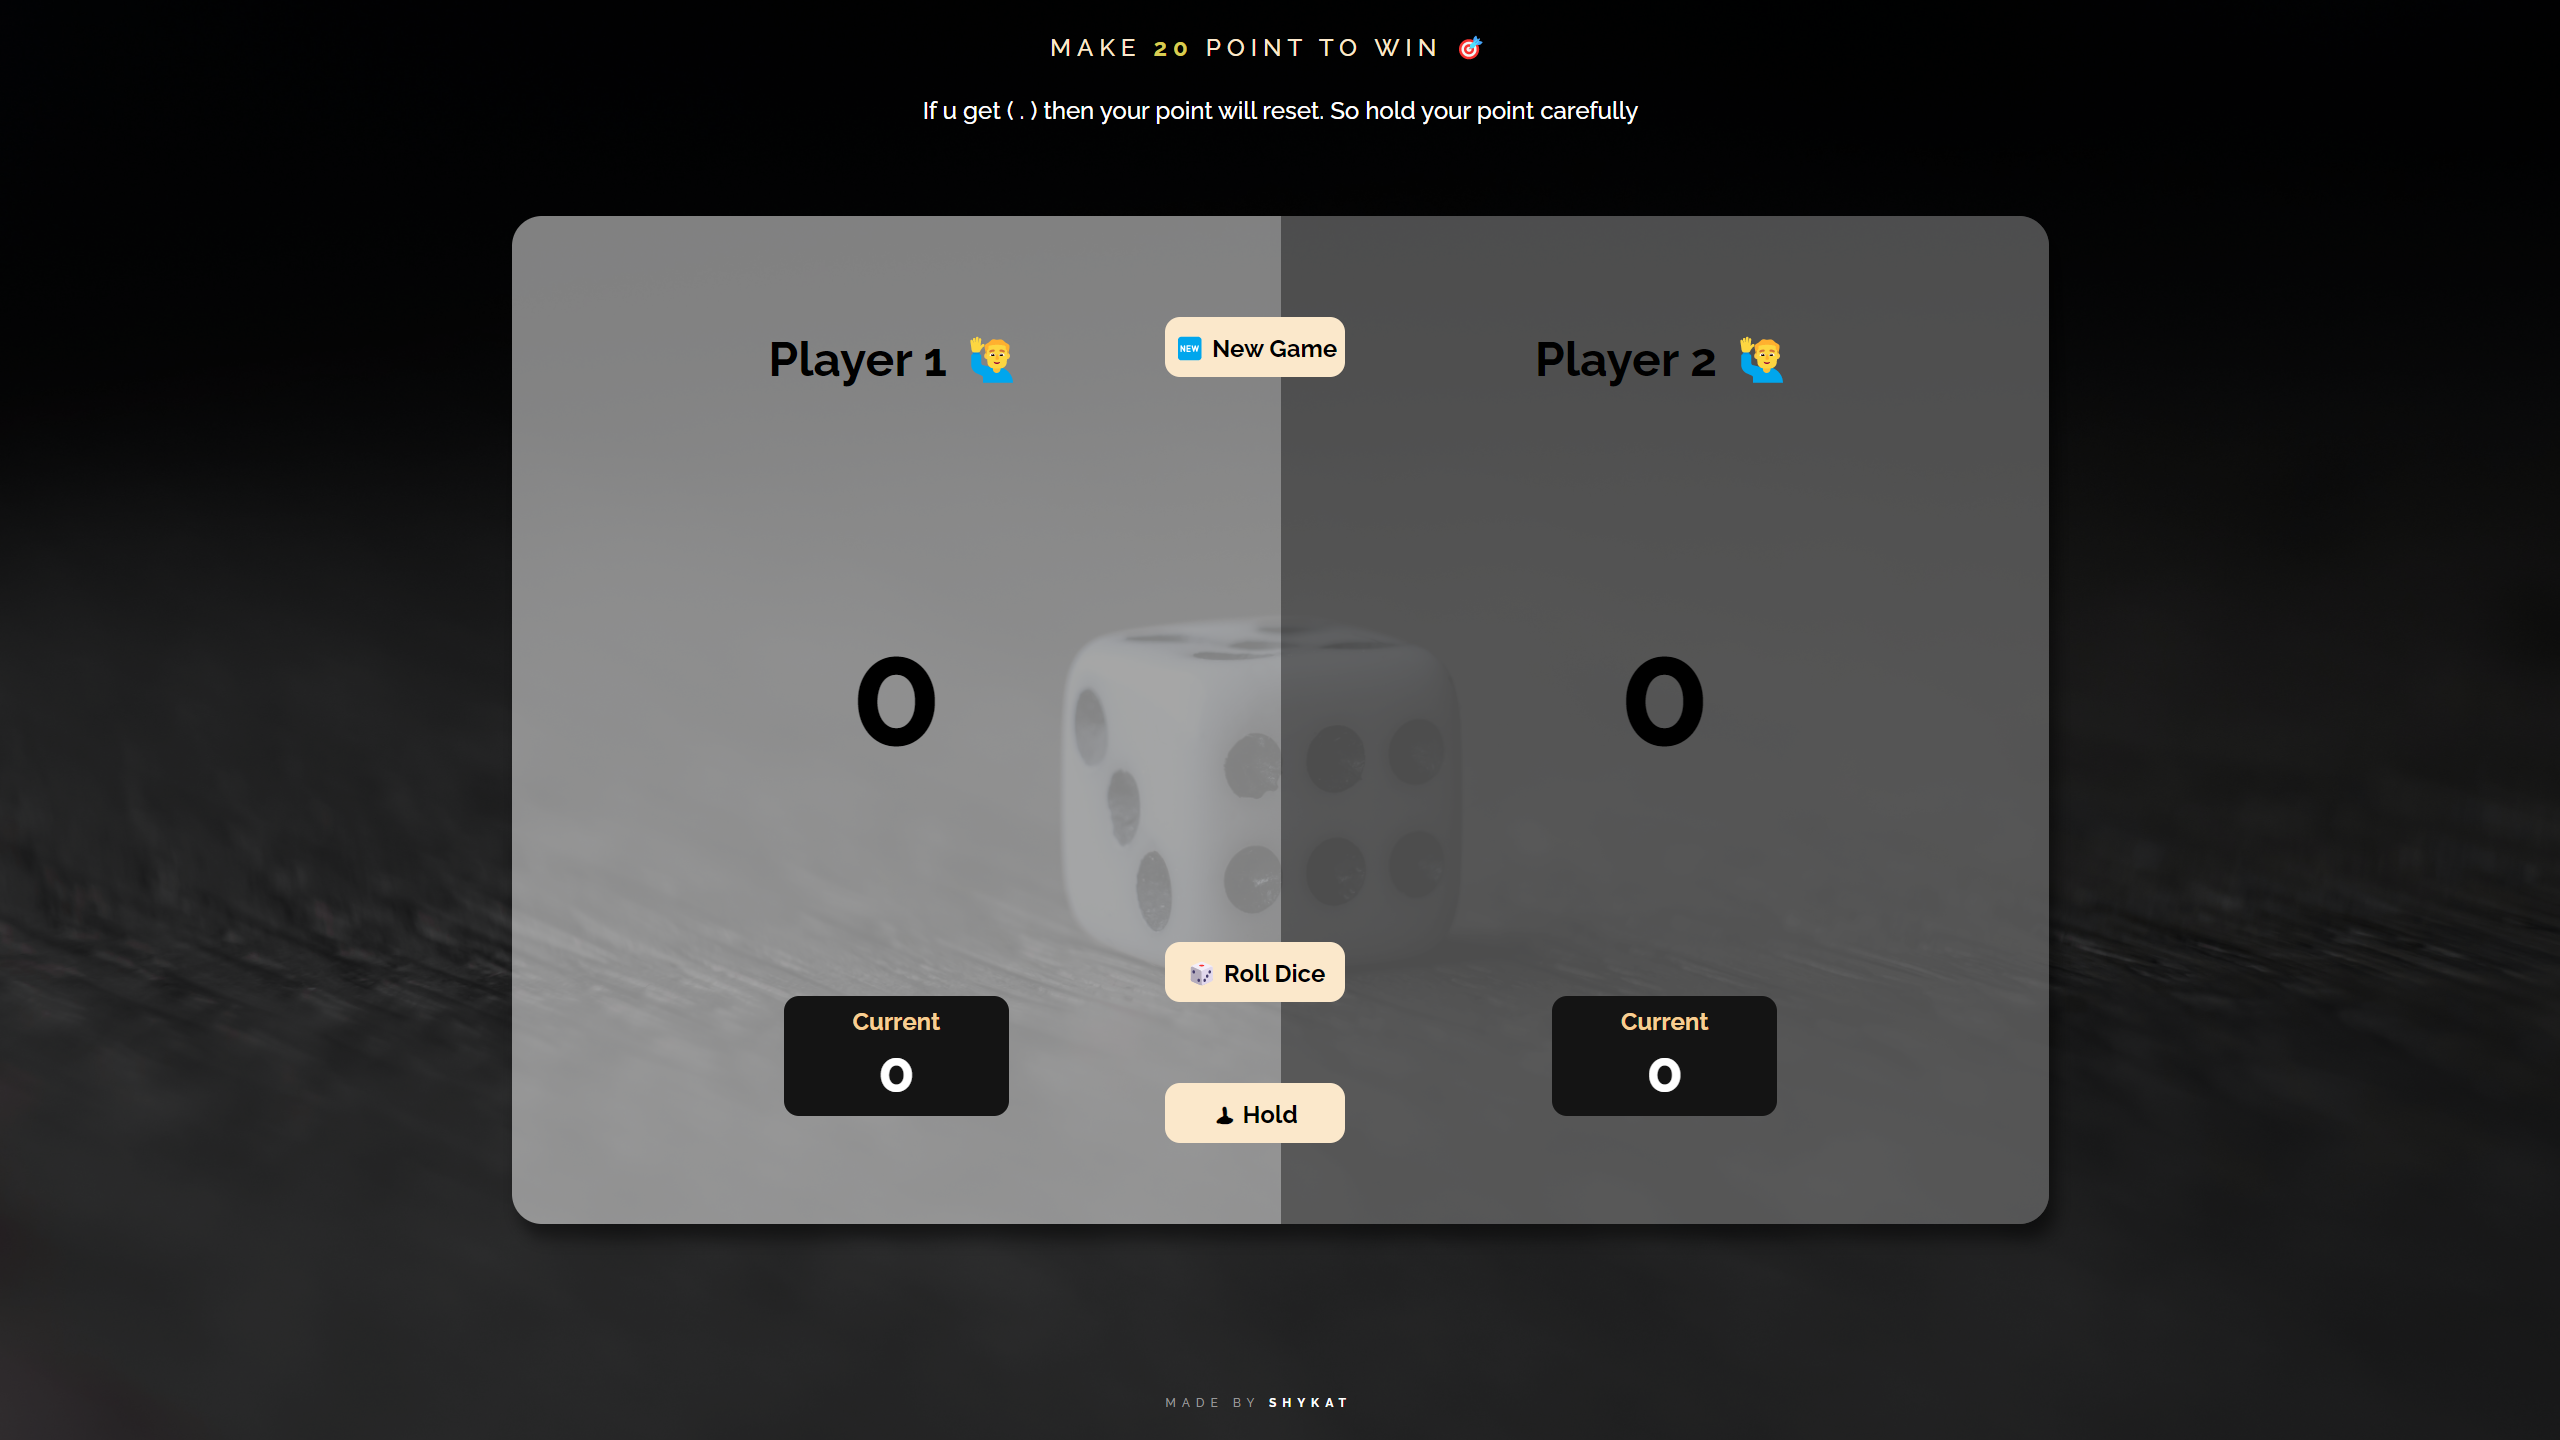 MAKE 20 POINT TO WIN 🎯
If u get ( . ) then your point will reset. So hold your point carefully
Player 1 🙋‍♂️
🆕 New Game
Player 2 🙋‍♂️
0
0
🎲 Roll Dice
Current
0
Current
0
🕹 Hold
MADE BY SHYKAT